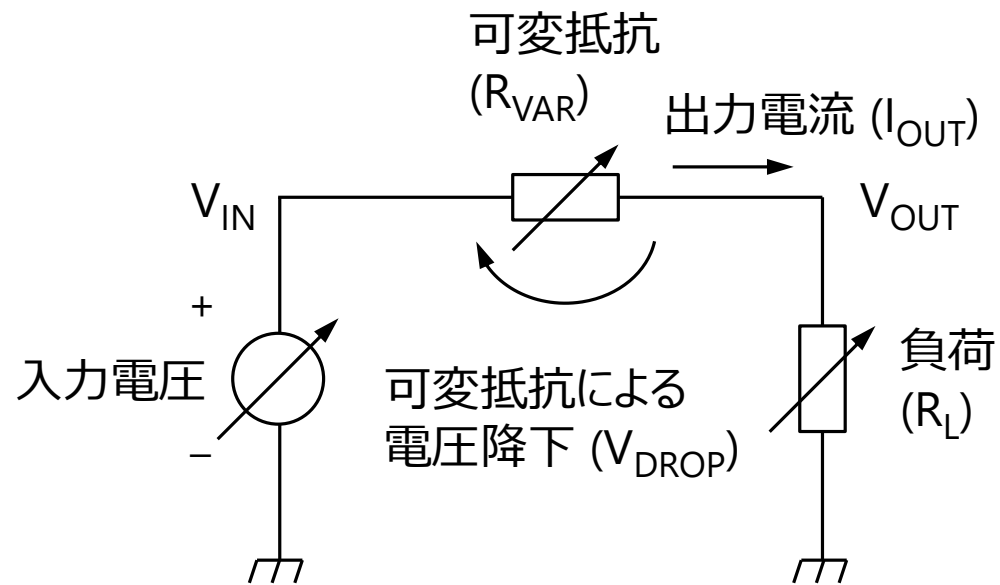 可変抵抗
(RVAR)
出力電流 (IOUT)
VIN
VOUT
+
入力電圧
–
可変抵抗による
電圧降下 (VDROP)
負荷
(RL)